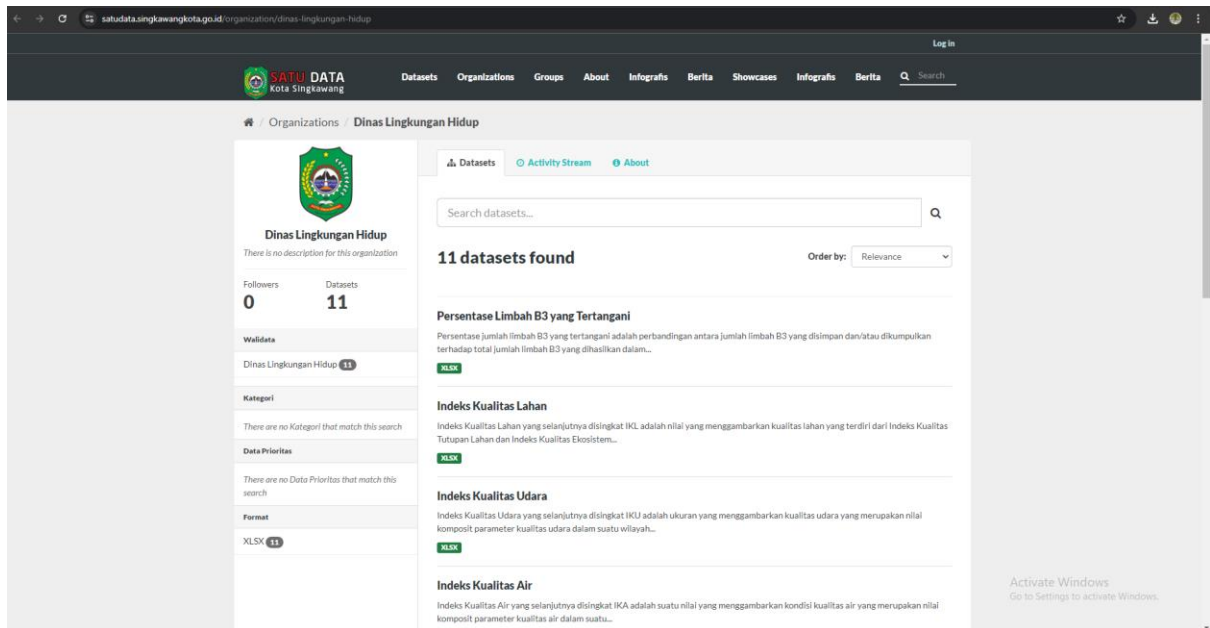 satudata.singkawangkota.go.id/organization/dinas-lingkungan-hidup
Log in
SATU DATA
Kota Singkawang
Datasets Organizations Groups About Infografis Berita Showcases Infografis Berita Search
/ Organizations / Dinas Lingkungan Hidup
Dinas Lingkungan Hidup
There is no description for this organization
Followers Datasets
0 11
Walidata
Dinas Lingkungan Hidup 11
Kategori
There are no Kategori that match this search
Data Prioritas
There are no Data Prioritas that match this
search
Format
XLSX 11
Datasets Activity Stream About
Search datasets...
11 datasets found
Order by: Relevance
Persentase Limbah B3 yang Tertangani
Persentase jumlah limbah B3 yang tertangani adalah perbandingan antara jumlah limbah B3 yang disimpan dan/atau dikumpulkan
terhadap total jumlah limbah B3 yang dihasilkan dalam...
XLSX
Indeks Kualitas Lahan
Indeks Kualitas Lahan yang selanjutnya disingkat IKL adalah nilai yang menggambarkan kualitas lahan yang terdiri dari Indeks Kualitas
Tutupan Lahan dan Indeks Kualitas Ekosistem...
XLSX
Indeks Kualitas Udara
Indeks Kualitas Udara yang selanjutnya disingkat IKU adalah ukuran yang menggambarkan kualitas udara yang merupakan nilai
komposit parameter kualitas udara dalam suatu wilayah...
XLSX
Indeks Kualitas Air
Indeks Kualitas Air yang selanjutnya disingkat IKA adalah suatu nilai yang menggambarkan kondisi kualitas air yang merupakan nilai
komposit parameter kualitas air dalam suatu...
Activate Windows
Go to Settings to activate Windows.